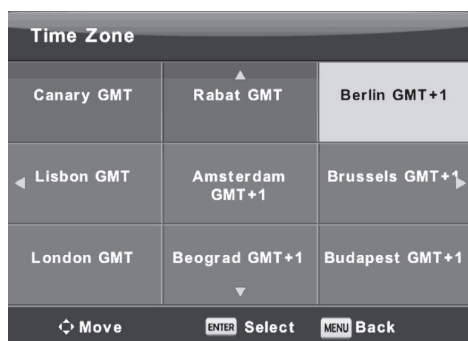 Time Zone
Canary GMT
Rabat GMT
Berlin GMT+1
Lisbon GMT
Amsterdam
GMT+1
Brussels GMT+1
London GMT
Beograd GMT+1
Budapest GMT+1
Move
ENTER Select
MENU Back